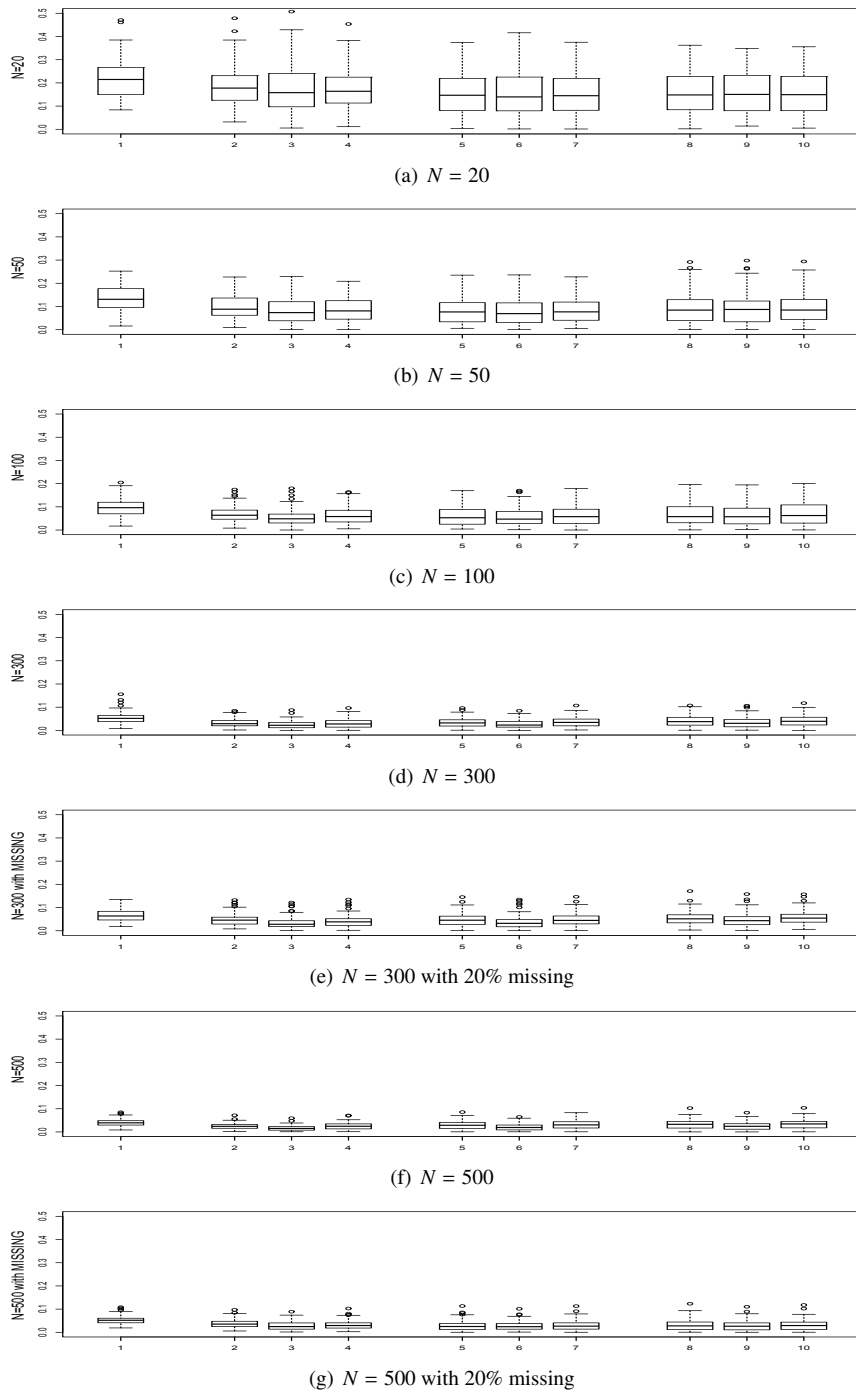 N=20
0.0 0.1 0.2 0.3 0.4 0.5
1 2 3 4 5 6 7 8 9 10
(a) N = 20
N=50
0.0 0.1 0.2 0.3 0.4 0.5
1 2 3 4 5 6 7 8 9 10
(b) N = 50
N=100
0.0 0.1 0.2 0.3 0.4 0.5
1 2 3 4 5 6 7 8 9 10
(c) N = 100
N=300
0.0 0.1 0.2 0.3 0.4 0.5
1 2 3 4 5 6 7 8 9 10
(d) N = 300
N=300 with MISSING
0.0 0.1 0.2 0.3 0.4 0.5
1 2 3 4 5 6 7 8 9 10
(e) N = 300 with 20% missing
N=500
0.0 0.1 0.2 0.3 0.4 0.5
1 2 3 4 5 6 7 8 9 10
(f) N = 500
N=500 with MISSING
0.0 0.1 0.2 0.3 0.4 0.5
1 2 3 4 5 6 7 8 9 10
(g) N = 500 with 20% missing